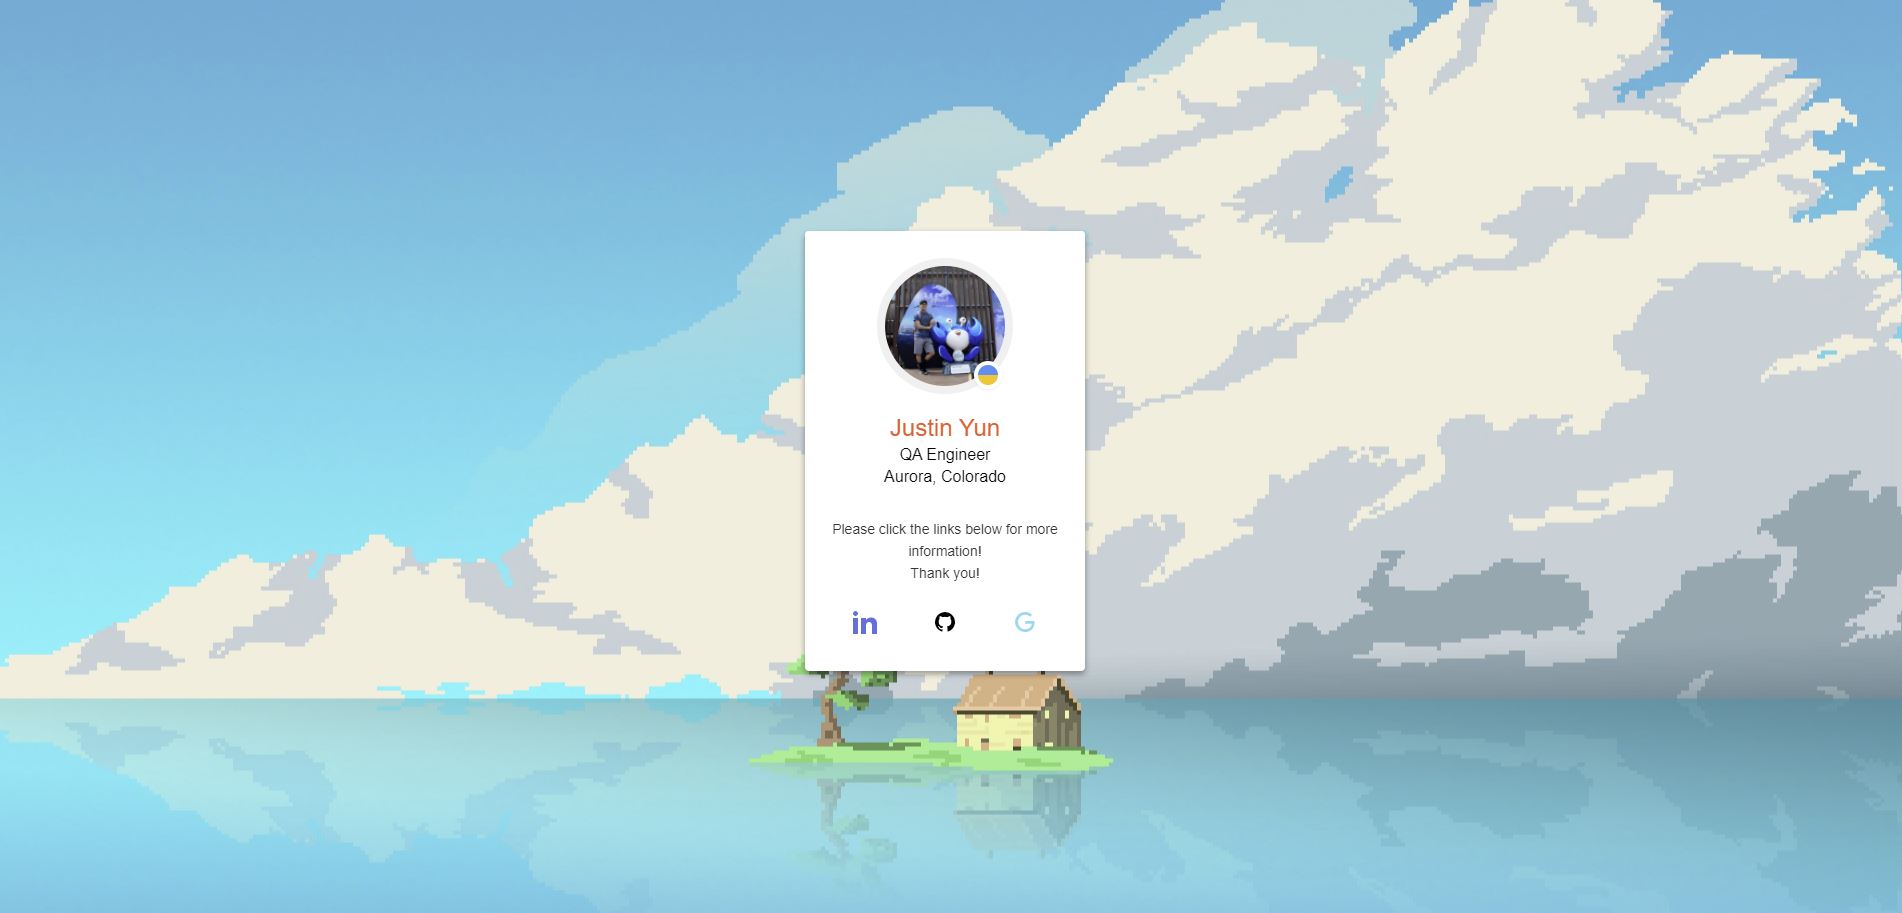 Justin Yun
QA Engineer
Aurora, Colorado
Please click the links below for more
information!
Thank you!
in
G